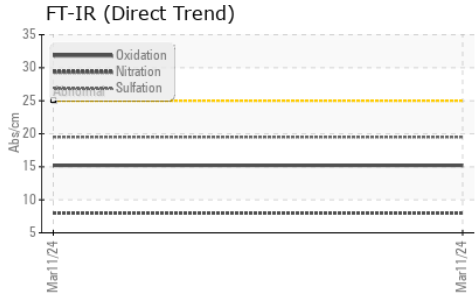 FT-IR (Direct Trend)
35
30
25
20
15
10
5
Abs/cm
Oxidation
Nitration
Sulfation
Abnormal
Mar11/24
Mar11/24